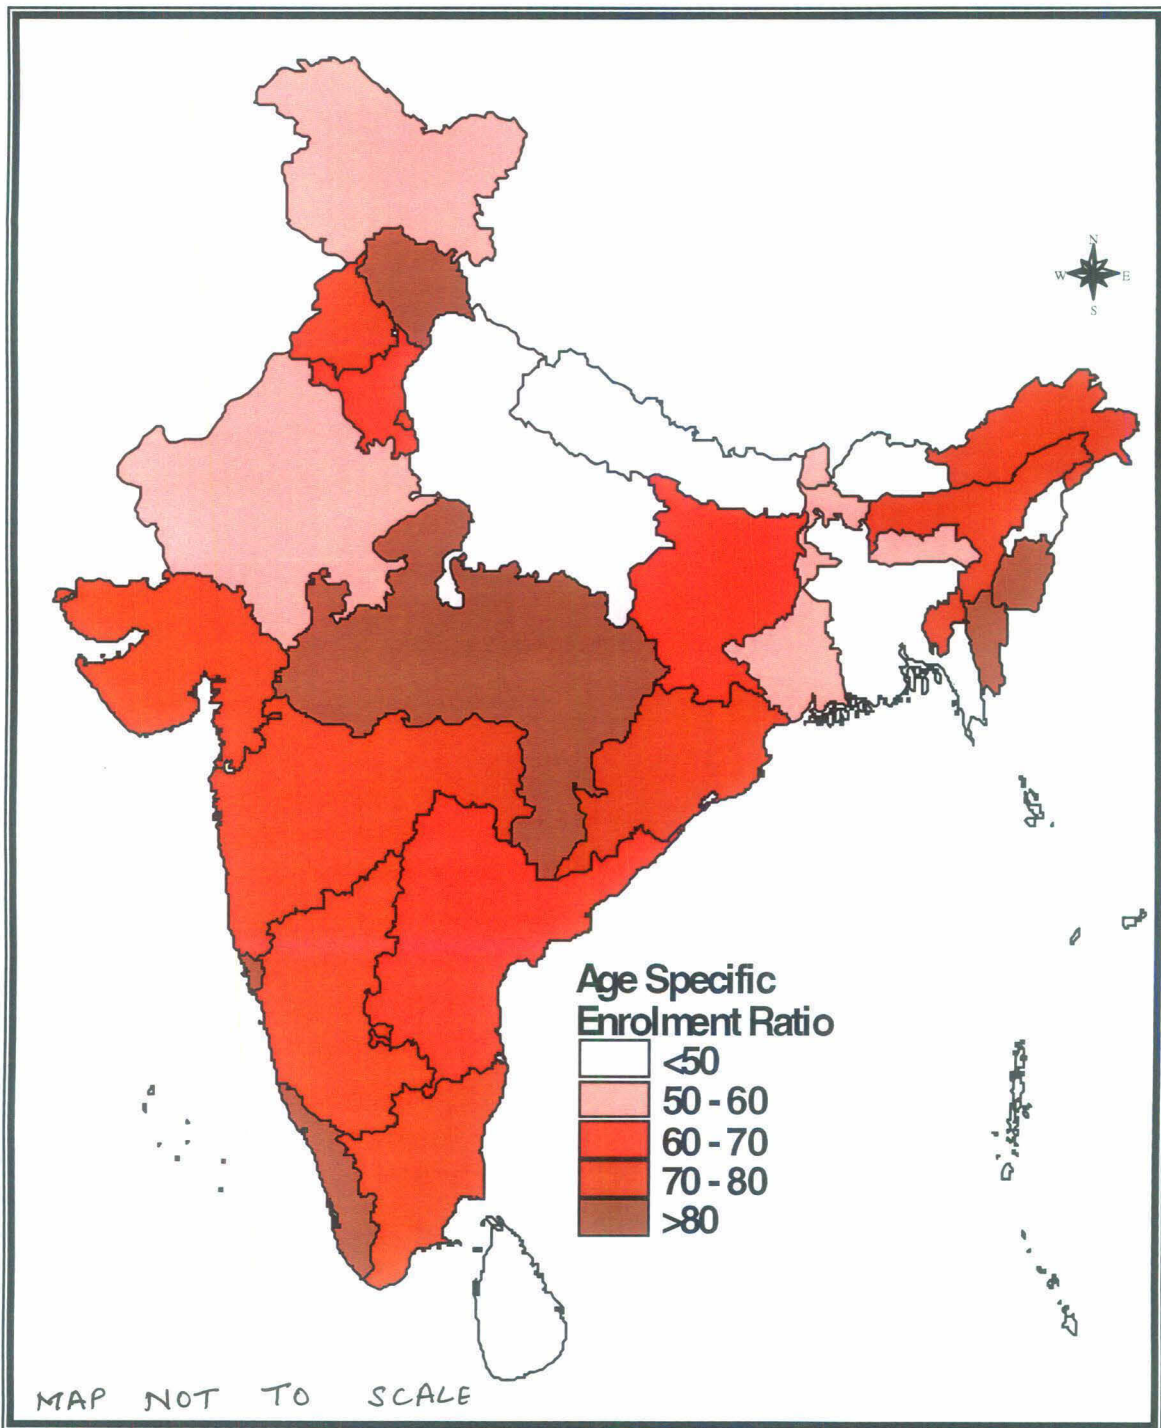 N
W E
S
Age Specific
Enrolment Ratio
<50
50 - 60
60 - 70
70 - 80
>80
MAP NOT TO SCALE